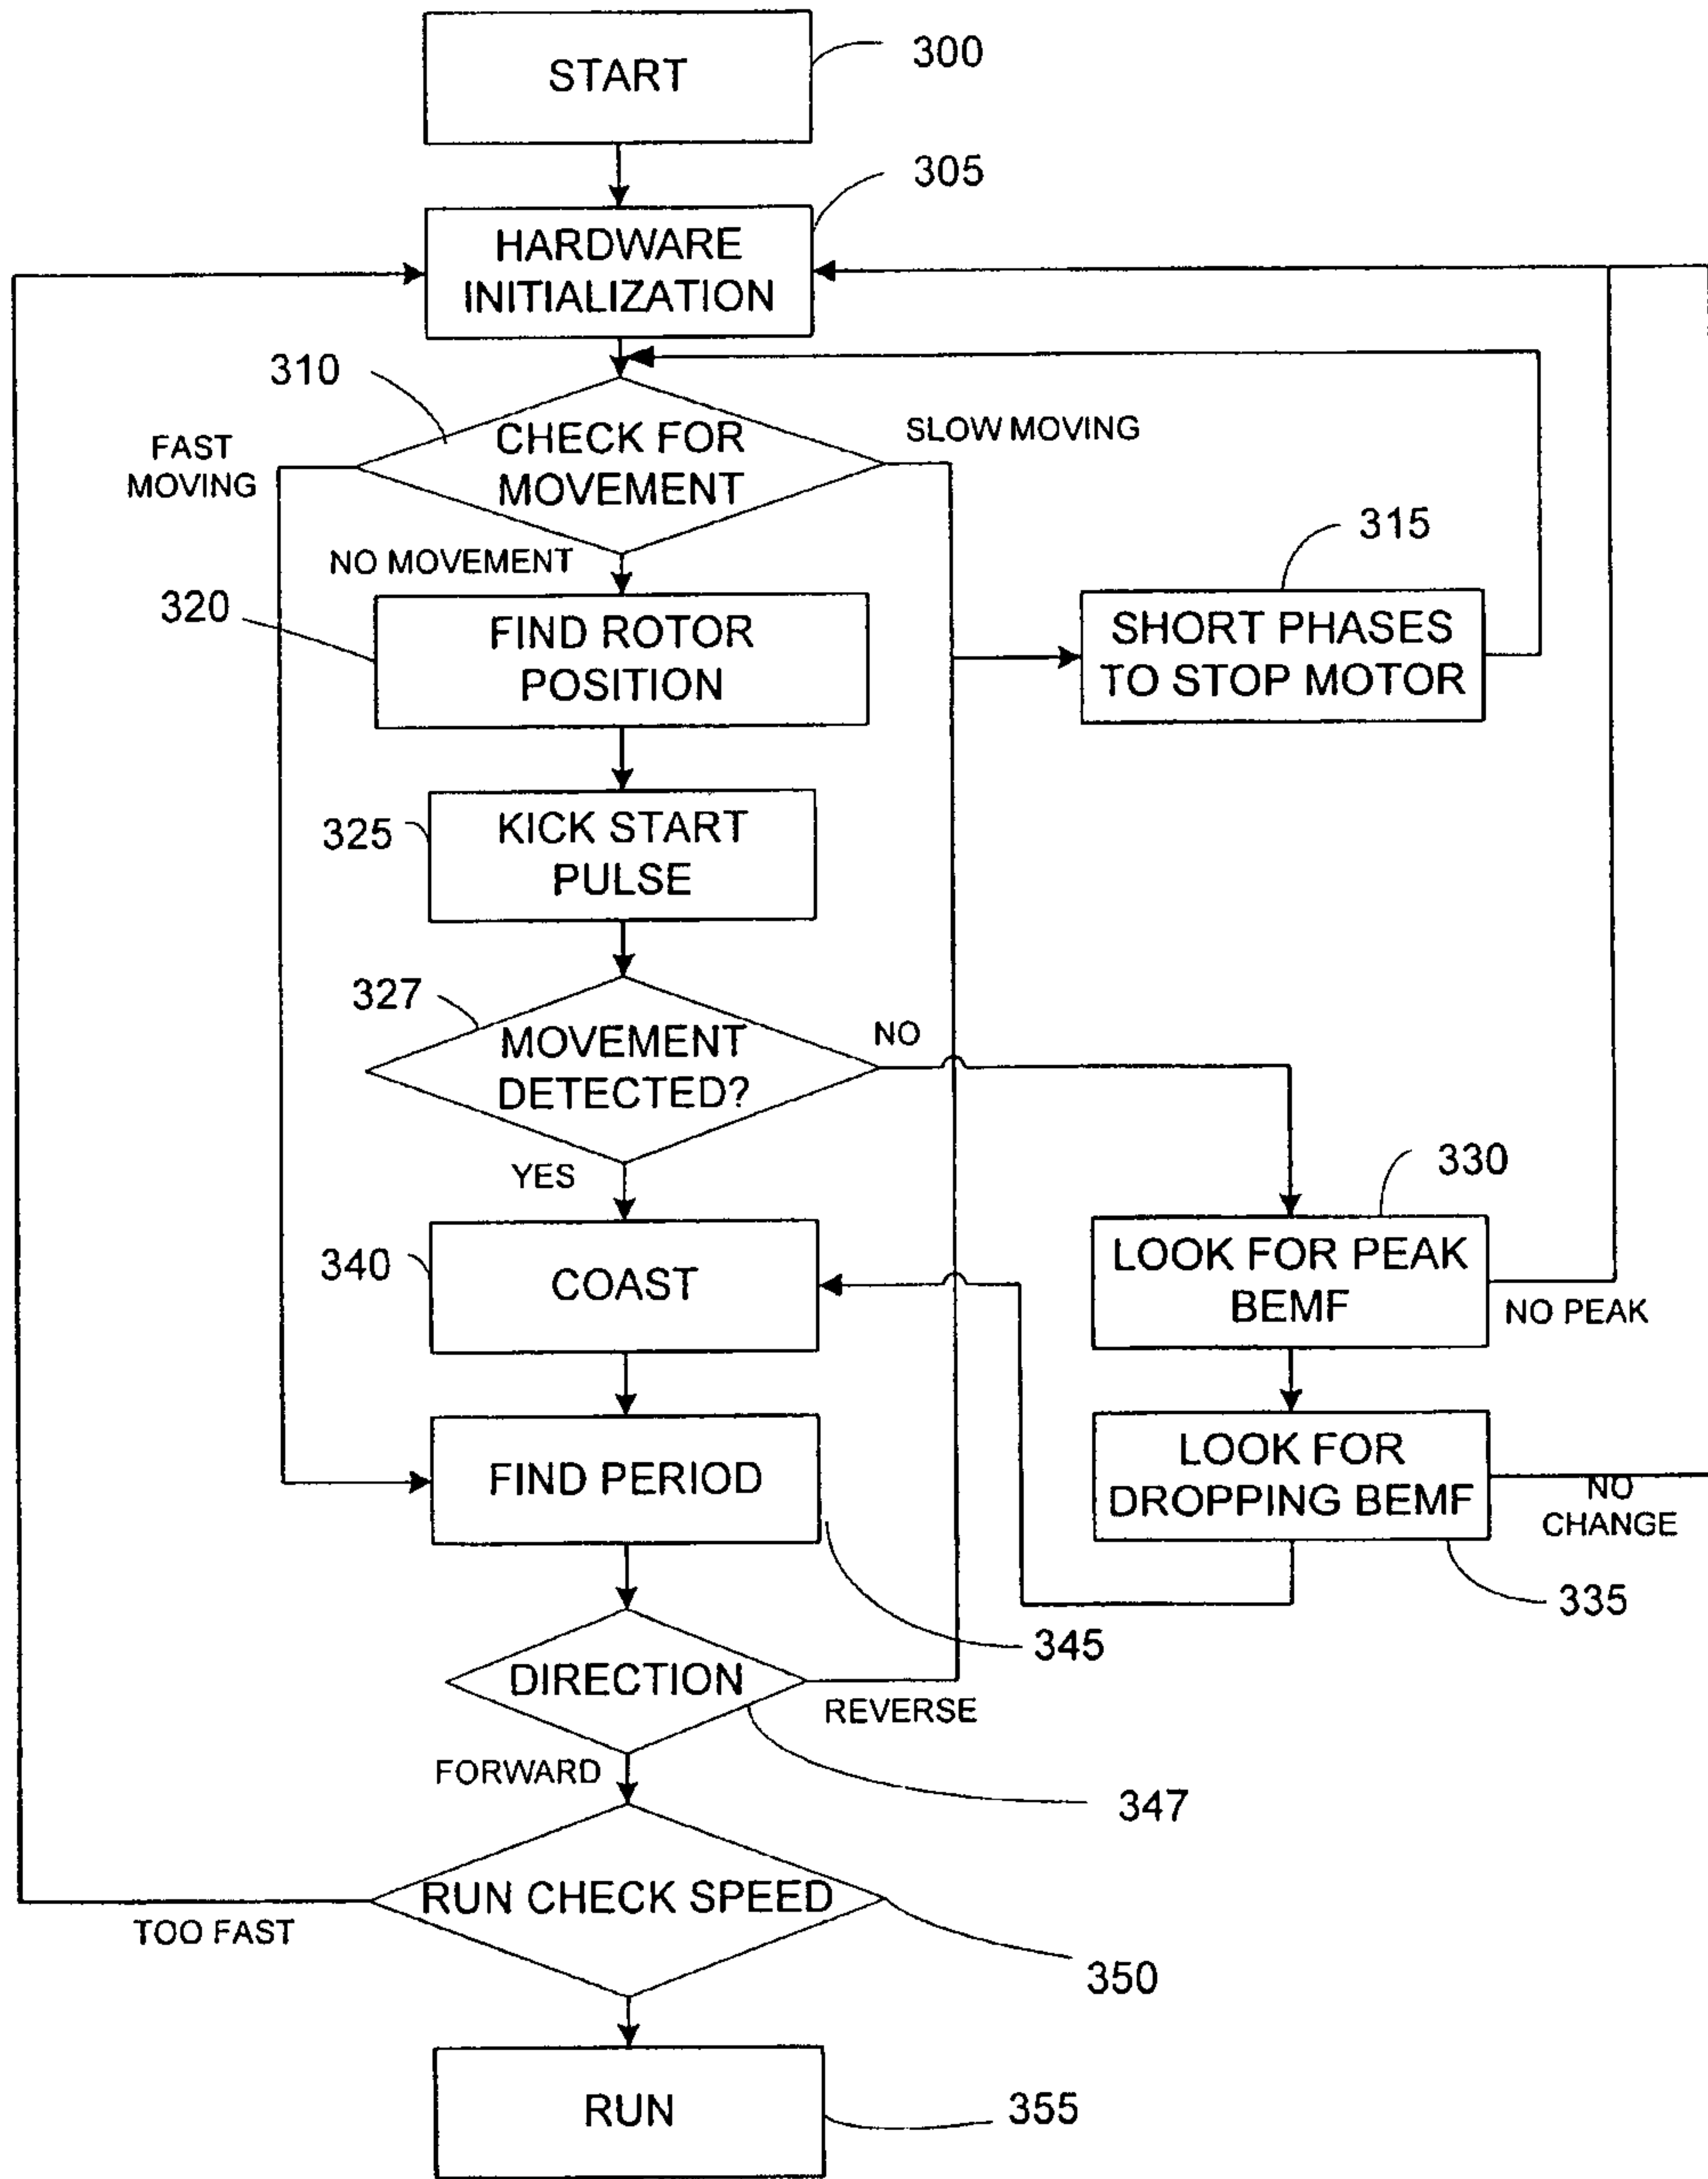 START
300
305
HARDWARE
INITIALIZATION
310
FAST
MOVING
CHECK FOR
MOVEMENT
SLOW MOVING
NO MOVEMENT
315
320
FIND ROTOR
POSITION
SHORT PHASES
TO STOP MOTOR
325
KICK START
PULSE
327
MOVEMENT
DETECTED?
NO
YES
330
340
COAST
LOOK FOR PEAK
BEMF
NO PEAK
FIND PERIOD
LOOK FOR
DROPPING BEMF
NO
CHANGE
335
345
DIRECTION
REVERSE
FORWARD
347
RUN CHECK SPEED
TOO FAST
350
RUN
355